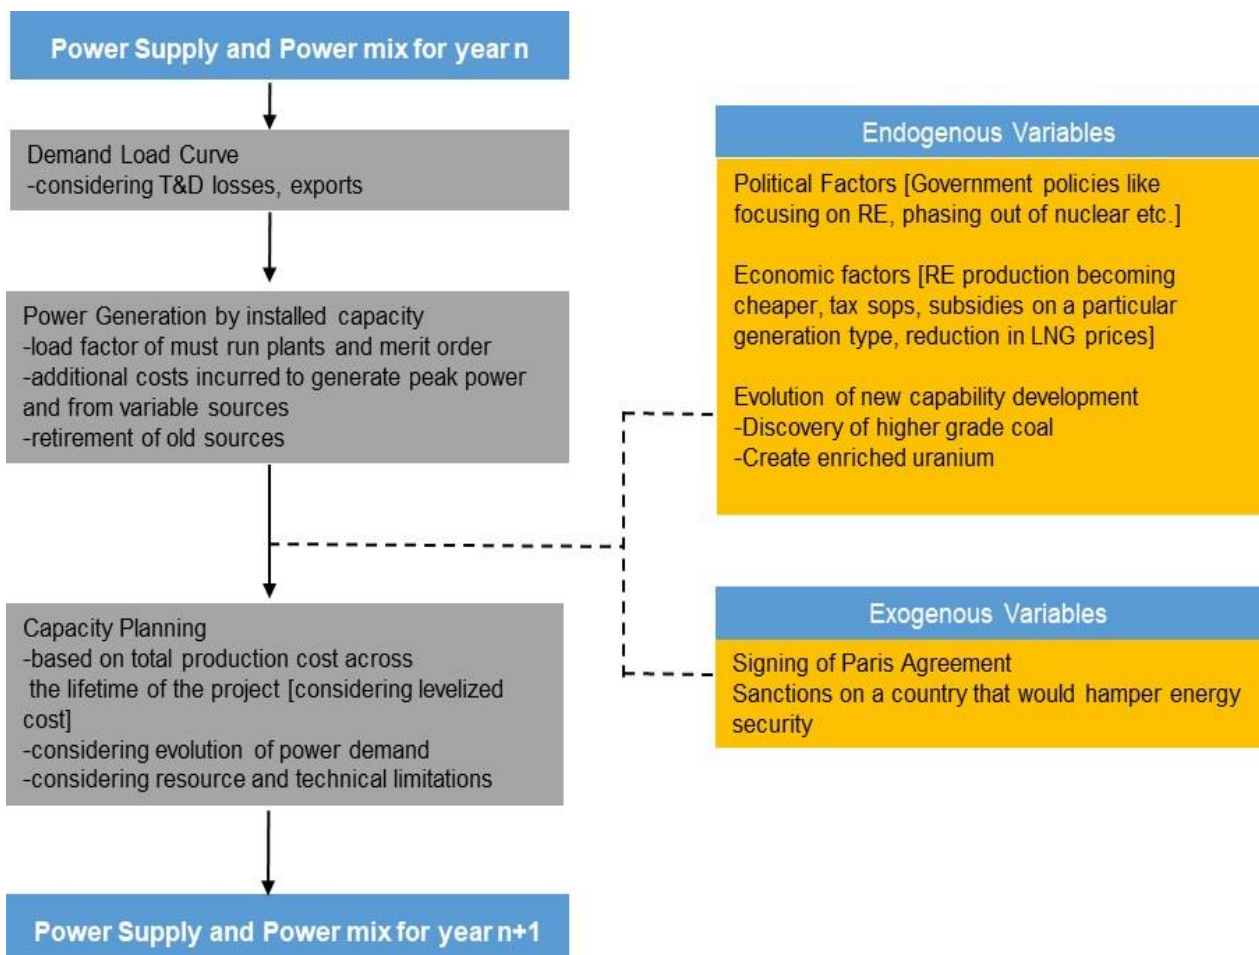 Power Supply and Power mix for year n
Demand Load Curve
-considering T&D losses, exports
Power Generation by installed capacity
-load factor of must run plants and merit order
-additional costs incurred to generate peak power
and from variable sources
-retirement of old sources
Capacity Planning
-based on total production cost across
the lifetime of the project [considering levelized
cost]
-considering evolution of power demand
-considering resource and technical limitations
Power Supply and Power mix for year n+1
Endogenous Variables
Political Factors [Government policies like
focusing on RE, phasing out of nuclear etc.]
Economic factors [RE production becoming
cheaper, tax sops, subsidies on a particular
generation type, reduction in LNG prices]
Evolution of new capability development
-Discovery of higher grade coal
-Create enriched uranium
Exogenous Variables
Signing of Paris Agreement
Sanctions on a country that would hamper energy
security